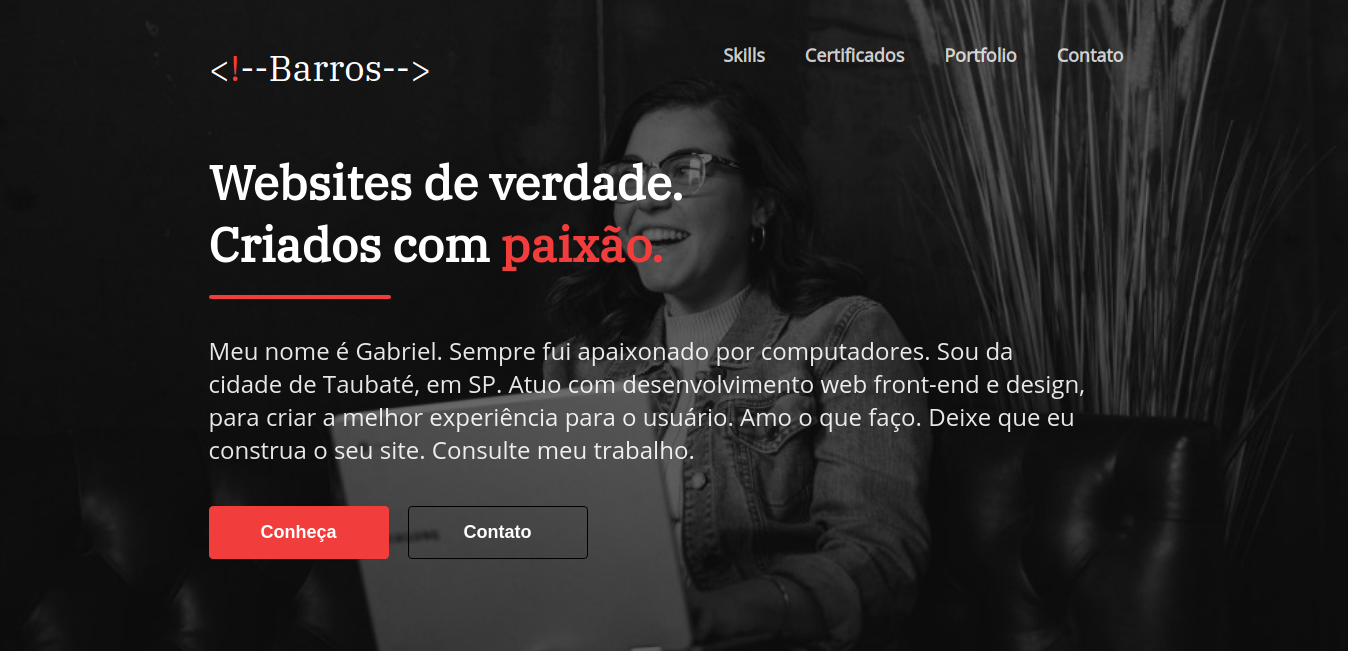 <!--Barros-->
Skills Certificados Portfolio Contato
Websites de verdade.
Criados com paixão.
Meu nome é Gabriel. Sempre fui apaixonado por computadores. Sou da
cidade de Taubaté, em SP. Atuo com desenvolvimento web front-end e design,
para criar a melhor experiência para o usuário. Amo o que faço. Deixe que eu
construa o seu site. Consulte meu trabalho.
Conheça Contato